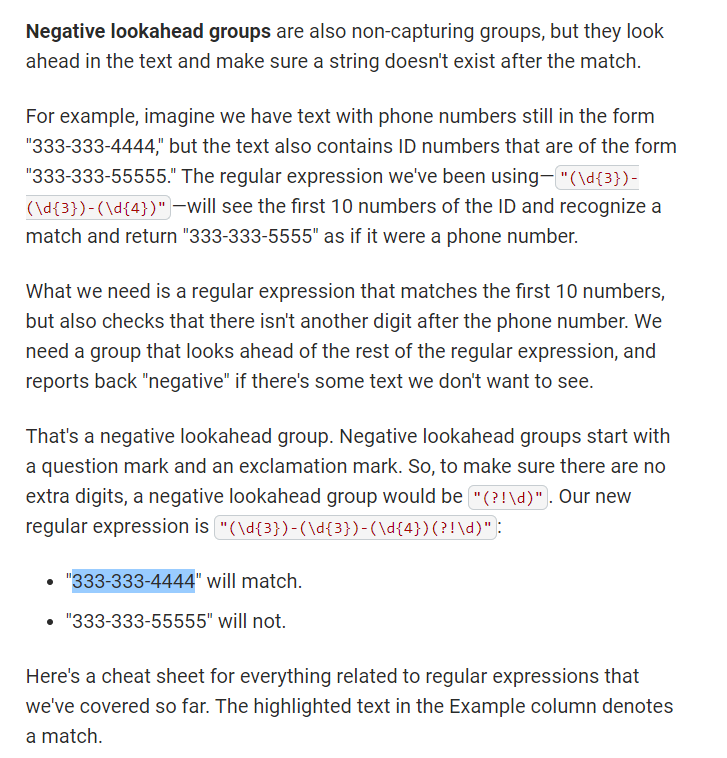 Negative lookahead groups are also non-capturing groups, but they look
ahead in the text and make sure a string doesn't exist after the match.
For example, imagine we have text with phone numbers still in the form
"333-333-4444," but the text also contains ID numbers that are of the form
"333-333-55555." The regular expression we've been using—"(\d{3})-
(\d{3})-(\d{4})"—will see the first 10 numbers of the ID and recognize a
match and return "333-333-5555" as if it were a phone number.
What we need is a regular expression that matches the first 10 numbers,
but also checks that there isn't another digit after the phone number. We
need a group that looks ahead of the rest of the regular expression, and
reports back "negative" if there's some text we don't want to see.
That's a negative lookahead group. Negative lookahead groups start with
a question mark and an exclamation mark. So, to make sure there are no
extra digits, a negative lookahead group would be "(?!\d)". Our new
regular expression is "(\d{3})-(\d{3})-(\d{4})(?!\d)":
• "333-333-4444" will match.
• "333-333-55555" will not.
Here's a cheat sheet for everything related to regular expressions that
we've covered so far. The highlighted text in the Example column denotes
a match.